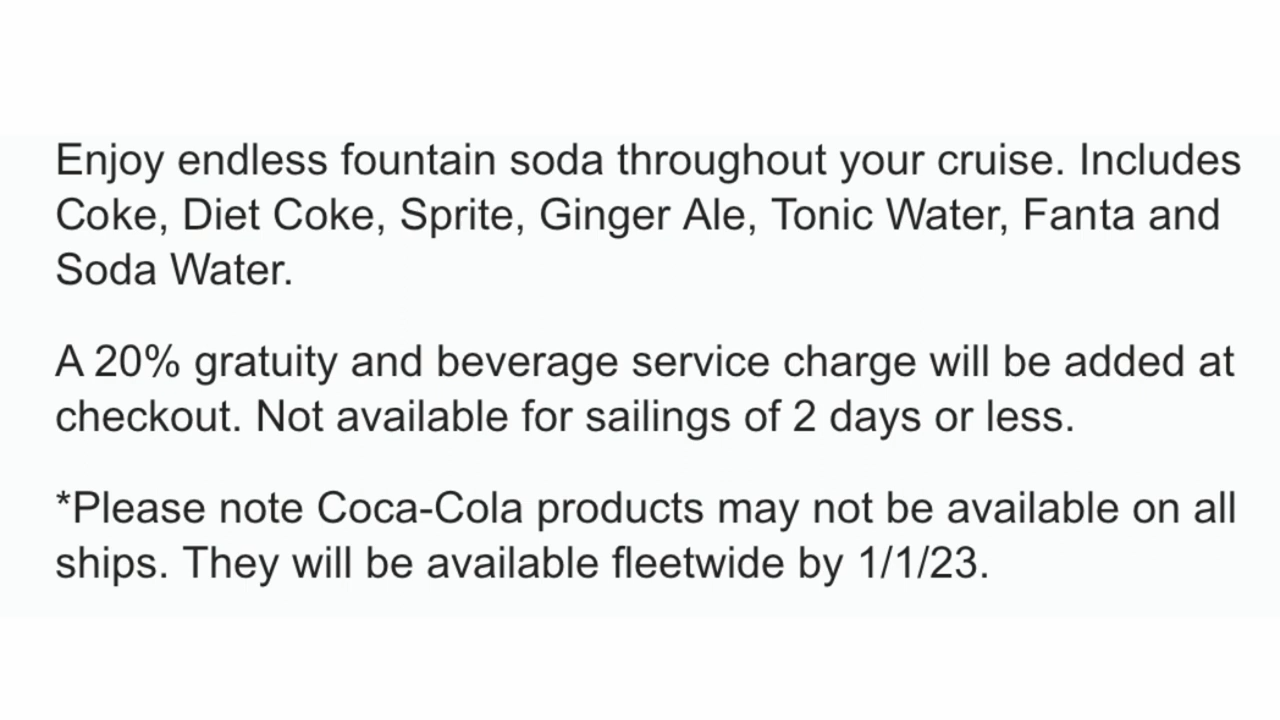 Enjoy endless fountain soda throughout your cruise. Includes
Coke, Diet Coke, Sprite, Ginger Ale, Tonic Water, Fanta and
Soda Water.
A 20% gratuity and beverage service charge will be added at
checkout. Not available for sailings of 2 days or less.
*Please note Coca-Cola products may not be available on all
ships. They will be available fleetwide by 1/1/23.